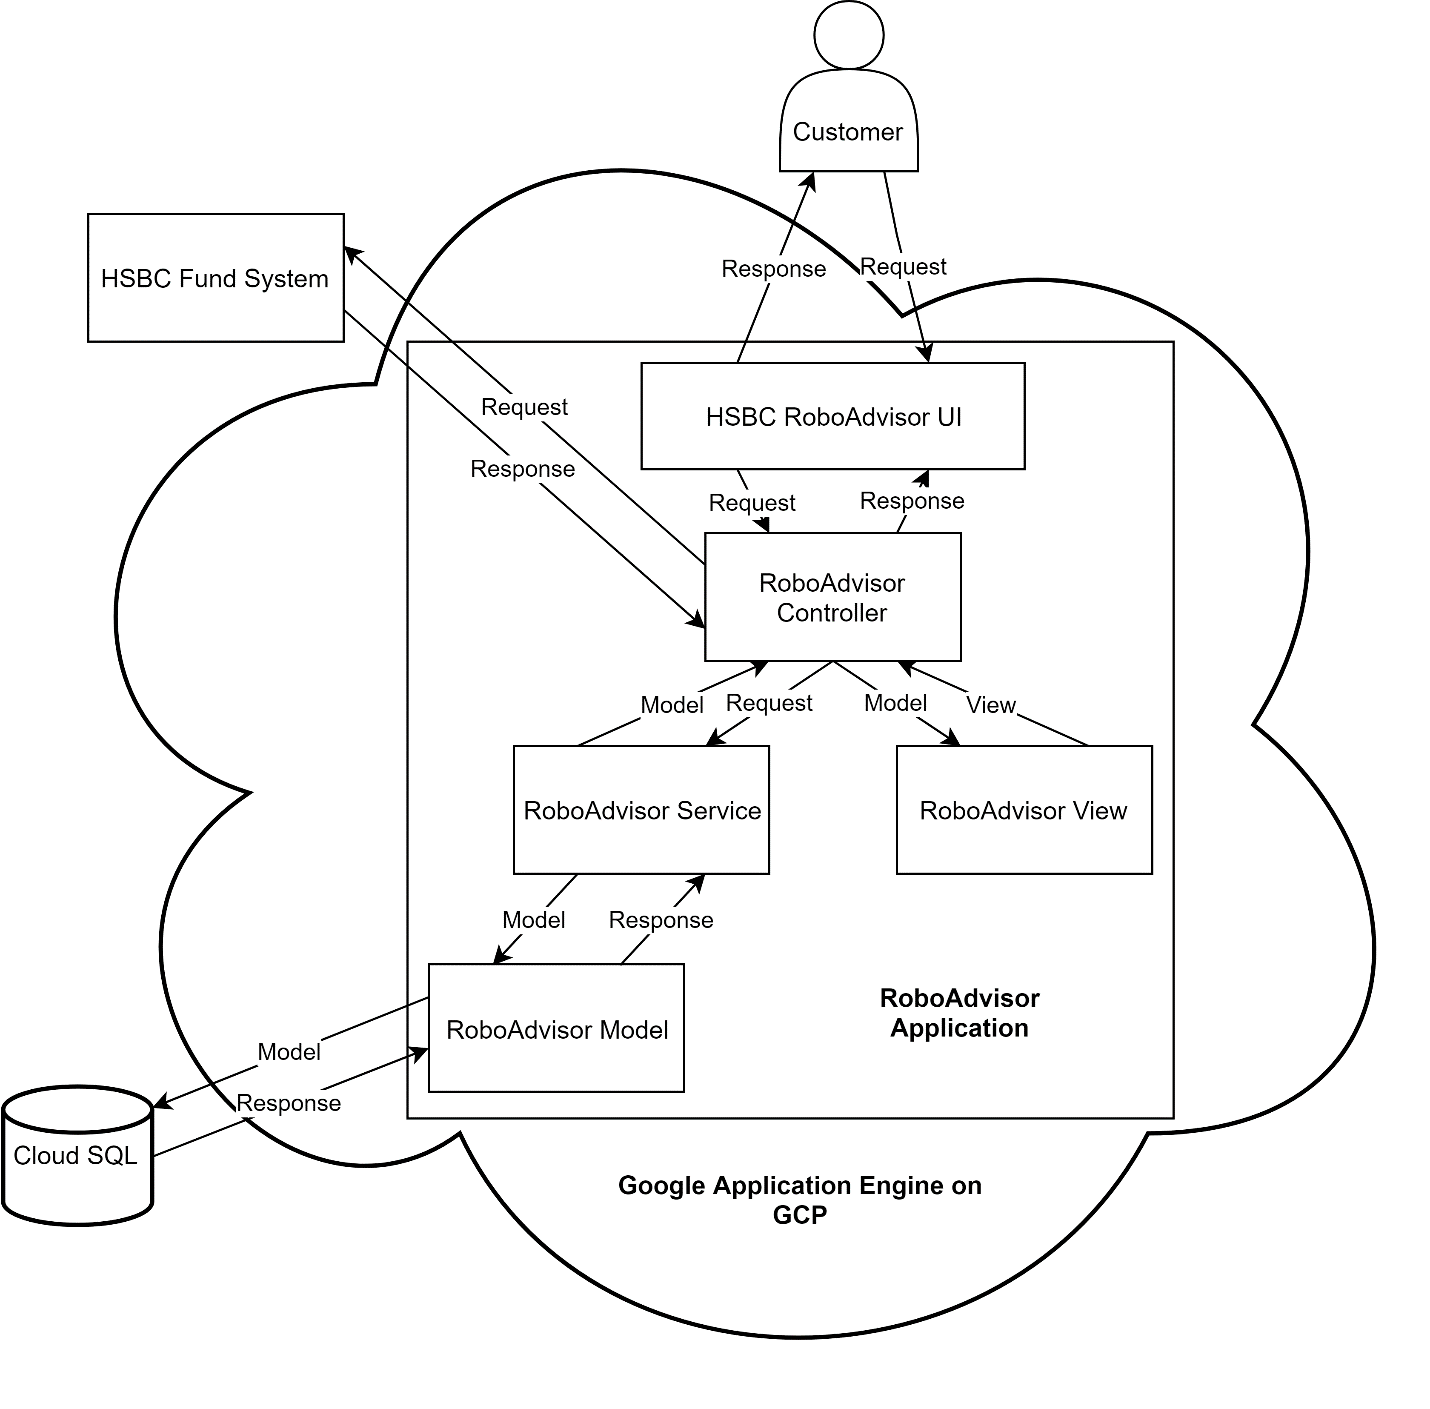 Customer
HSBC Fund System
Response
Request
Request
HSBC RoboAdvisor UI
Response
Request
Response
RoboAdvisor
Controller
Model
Request
Model
View
RoboAdvisor Service
RoboAdvisor View
Model
Response
RoboAdvisor
Application
RoboAdvisor Model
Model
Response
Cloud SQL
Google Application Engine on
GCP